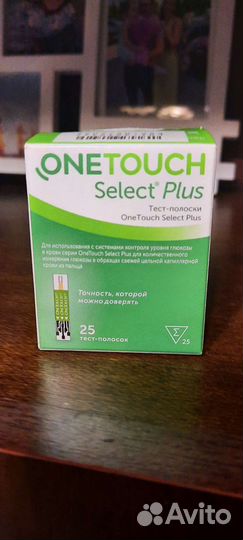 ONETOUCH
Select® Plus
Тест-полоски
OneTouch Select Plus
Для использования с системами контроля уровня глюкозы
в крови серии OneTouch Select Plus для количественного
измерения глюкозы в образцах свежей цельной капиллярной
крови из пальца
Точность, которой
можно доверять
25
тест-полосок
Σ
25
Avito